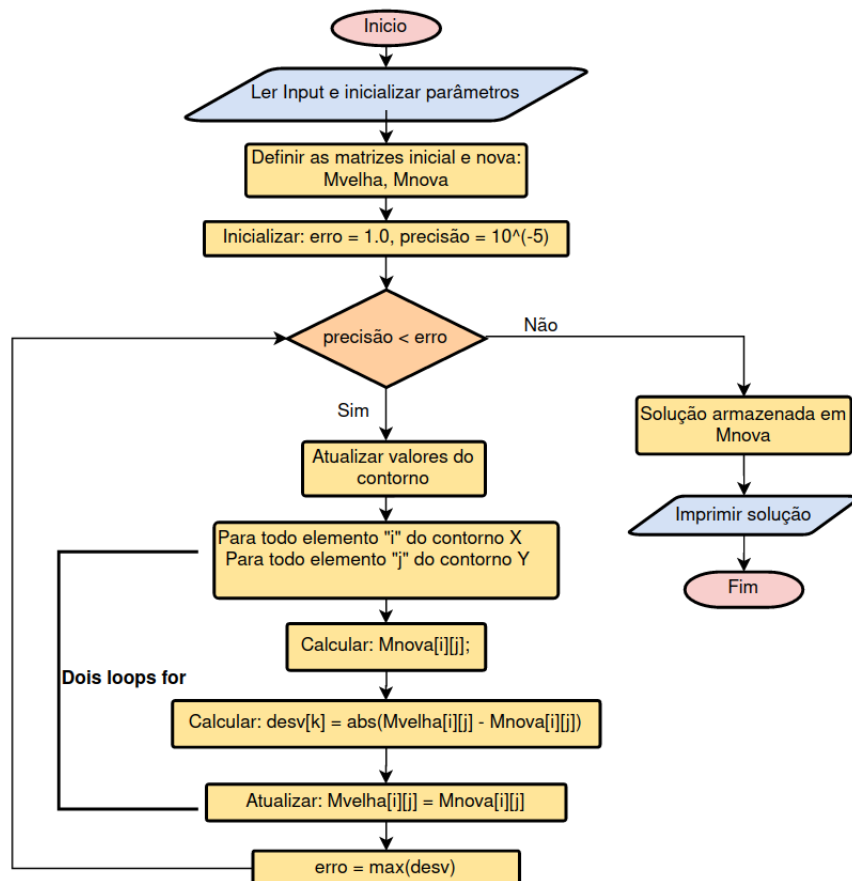 Inicio
Ler Input e inicializar parâmetros
Definir as matrizes inicial e nova:
Mvelha, Mnova
Inicializar: erro = 1.0, precisão = 10^(-5)
precisão < erro
Não
Sim
Solução armazenada em
Mnova
Atualizar valores do
contorno
Imprimir solução
Para todo elemento "i" do contorno X
Para todo elemento "j" do contorno Y
Fim
Calcular: Mnova[i][j];
Dois loops for
Calcular: desv[k] = abs(Mvelha[i][j] - Mnova[i][j])
Atualizar: Mvelha[i][j] = Mnova[i][j]
erro = max(desv)